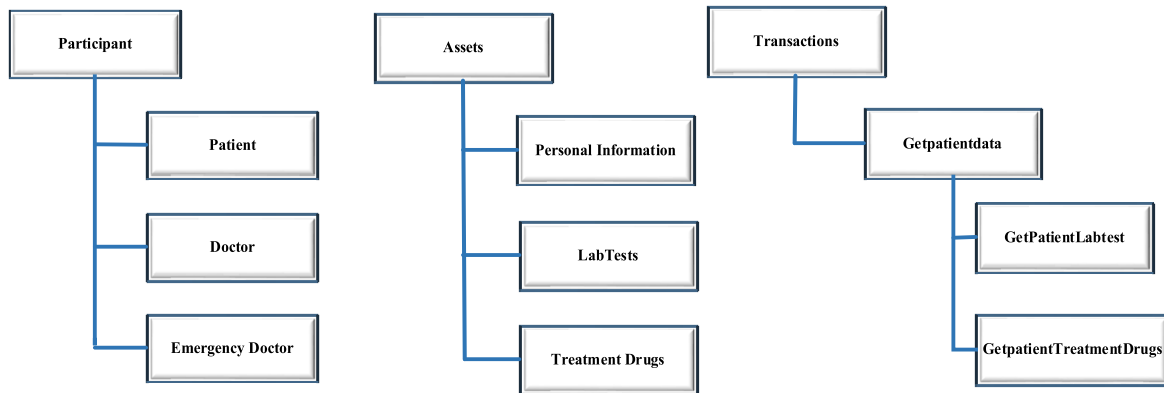 Participant
Patient
Doctor
Emergency Doctor
Assets
Personal Information
LabTests
Treatment Drugs
Transactions
Getpatientdata
GetPatientLabtest
GetpatientTreatmentDrugs